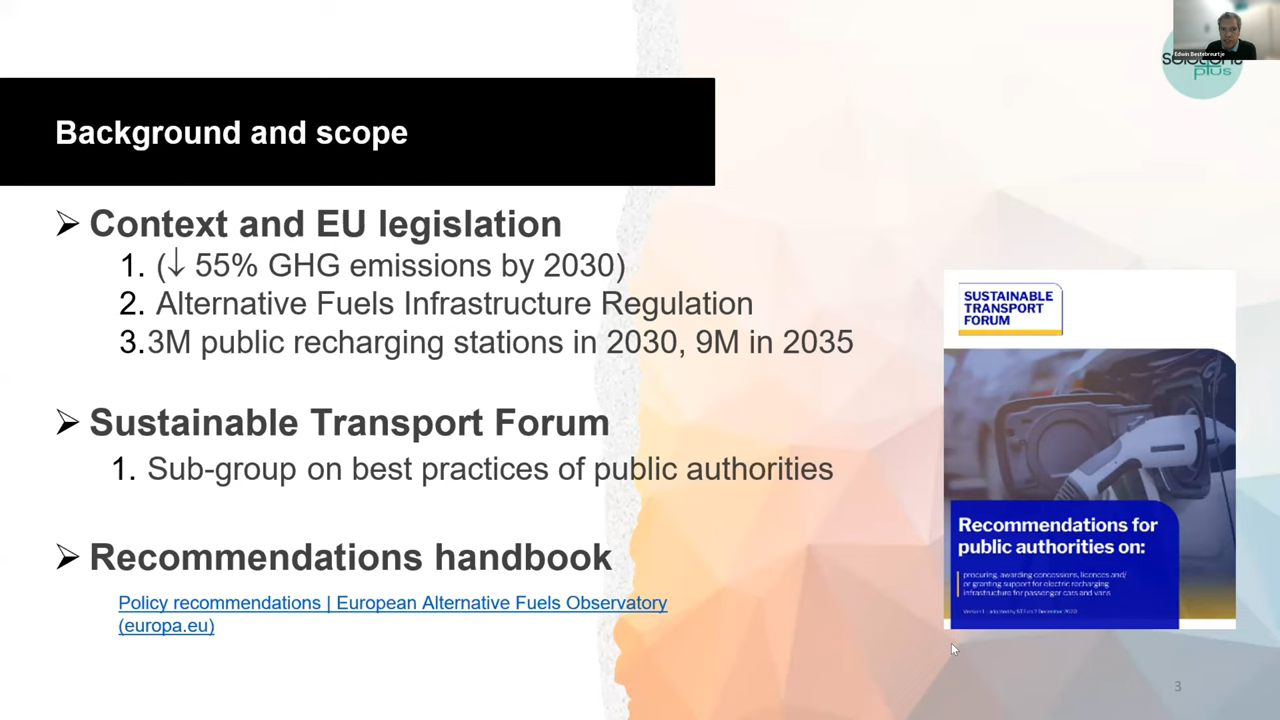 Edwin Bestebreurtje
SOLUTIONS
plus
Background and scope
➢ Context and EU legislation
1. (↓ 55% GHG emissions by 2030)
2. Alternative Fuels Infrastructure Regulation
3. 3M public recharging stations in 2030, 9M in 2035
➢ Sustainable Transport Forum
1. Sub-group on best practices of public authorities
➢ Recommendations handbook
Policy recommendations | European Alternative Fuels Observatory
(europa.eu)
SUSTAINABLE
TRANSPORT
FORUM
Recommendations for
public authorities on:
procuring, awarding concessions, licences and/
or granting support for electric recharging
infrastructure for passenger cars and vans
3